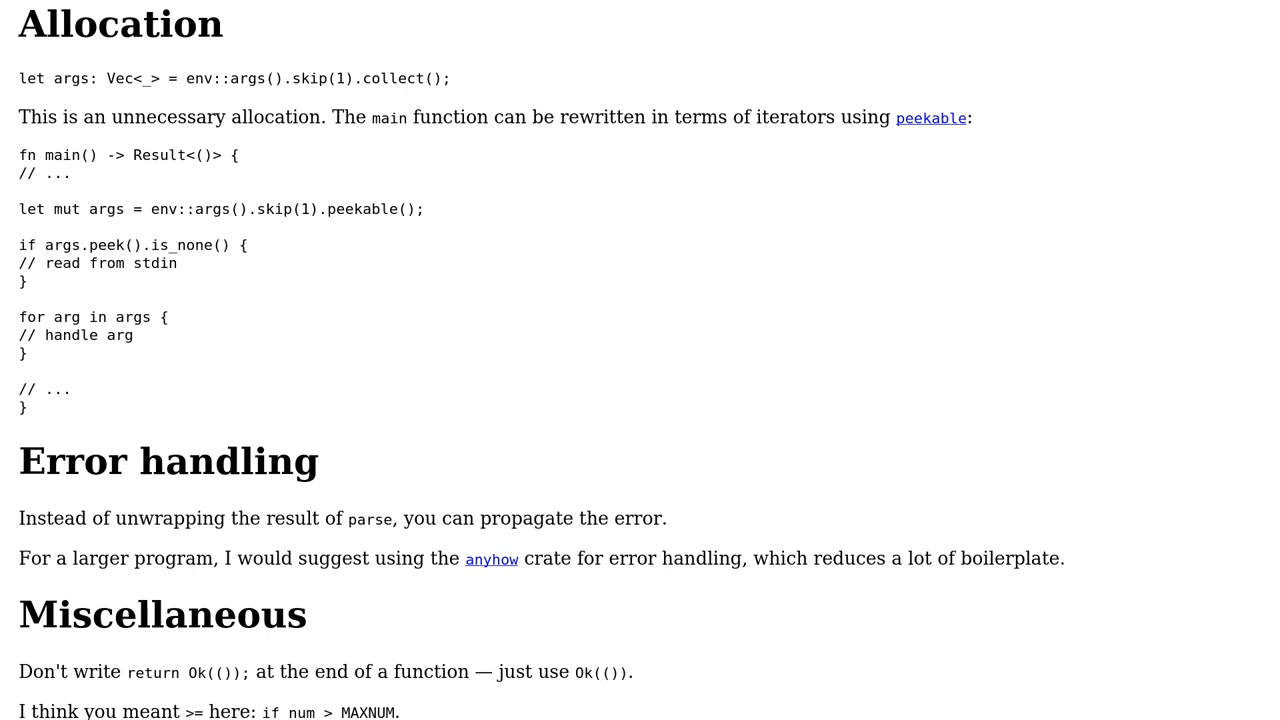 Allocation
let args: Vec<_> = env::args().skip(1).collect();
This is an unnecessary allocation. The main function can be rewritten in terms of iterators using peekable:
fn main() -> Result<()> {
// ...
let mut args = env::args().skip(1).peekable();
if args.peek().is_none() {
// read from stdin
}
for arg in args {
// handle arg
}
// ...
}
Error handling
Instead of unwrapping the result of parse, you can propagate the error.
For a larger program, I would suggest using the anyhow crate for error handling, which reduces a lot of boilerplate.
Miscellaneous
Don't write return Ok(()); at the end of a function — just use Ok(()).
I think you meant >= here: if num > MAXNUM.